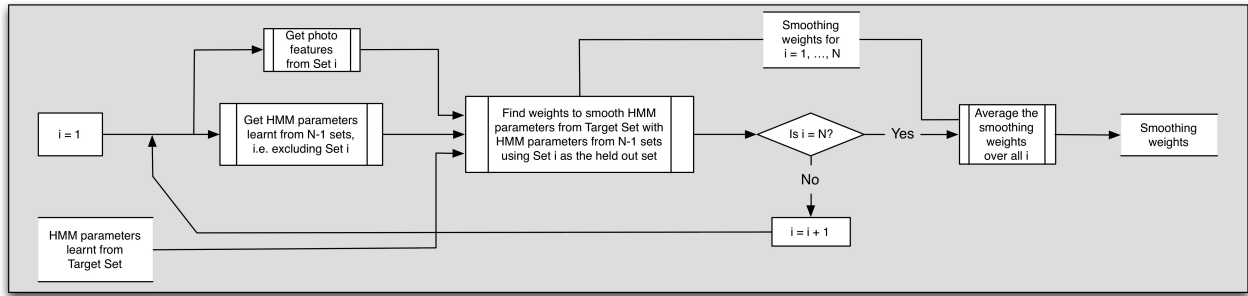 i = 1
Get photo
features
from Set i
Get HMM parameters
learnt from N-1 sets,
i.e. excluding Set i
HMM parameters
learnt from
Target Set
Find weights to smooth HMM
parameters from Target Set with
HMM parameters from N-1 sets
using Set i as the held out set
Smoothing
weights for
i = 1, ..., N
Is i = N?
Yes
No
i = i + 1
Average the
smoothing
weights
over all i
Smoothing
weights